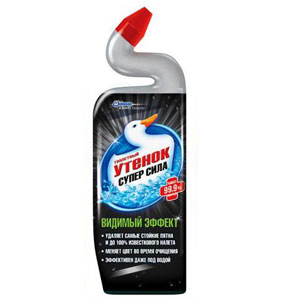 Туалетный
УТЕНОК
СУПЕР СИЛА
99.9%
ВИДИМЫЙ ЭФФЕКТ
УДАЛЯЕТ САМЫЕ СТОЙКИЕ ПЯТНА
И ДО 100% ИЗВЕСТКОВОГО НАЛЕТА
МЕНЯЕТ ЦВЕТ ВО ВРЕМЯ ОЧИЩЕНИЯ
ЭФФЕКТИВЕН ДАЖЕ ПОД ВОДОЙ